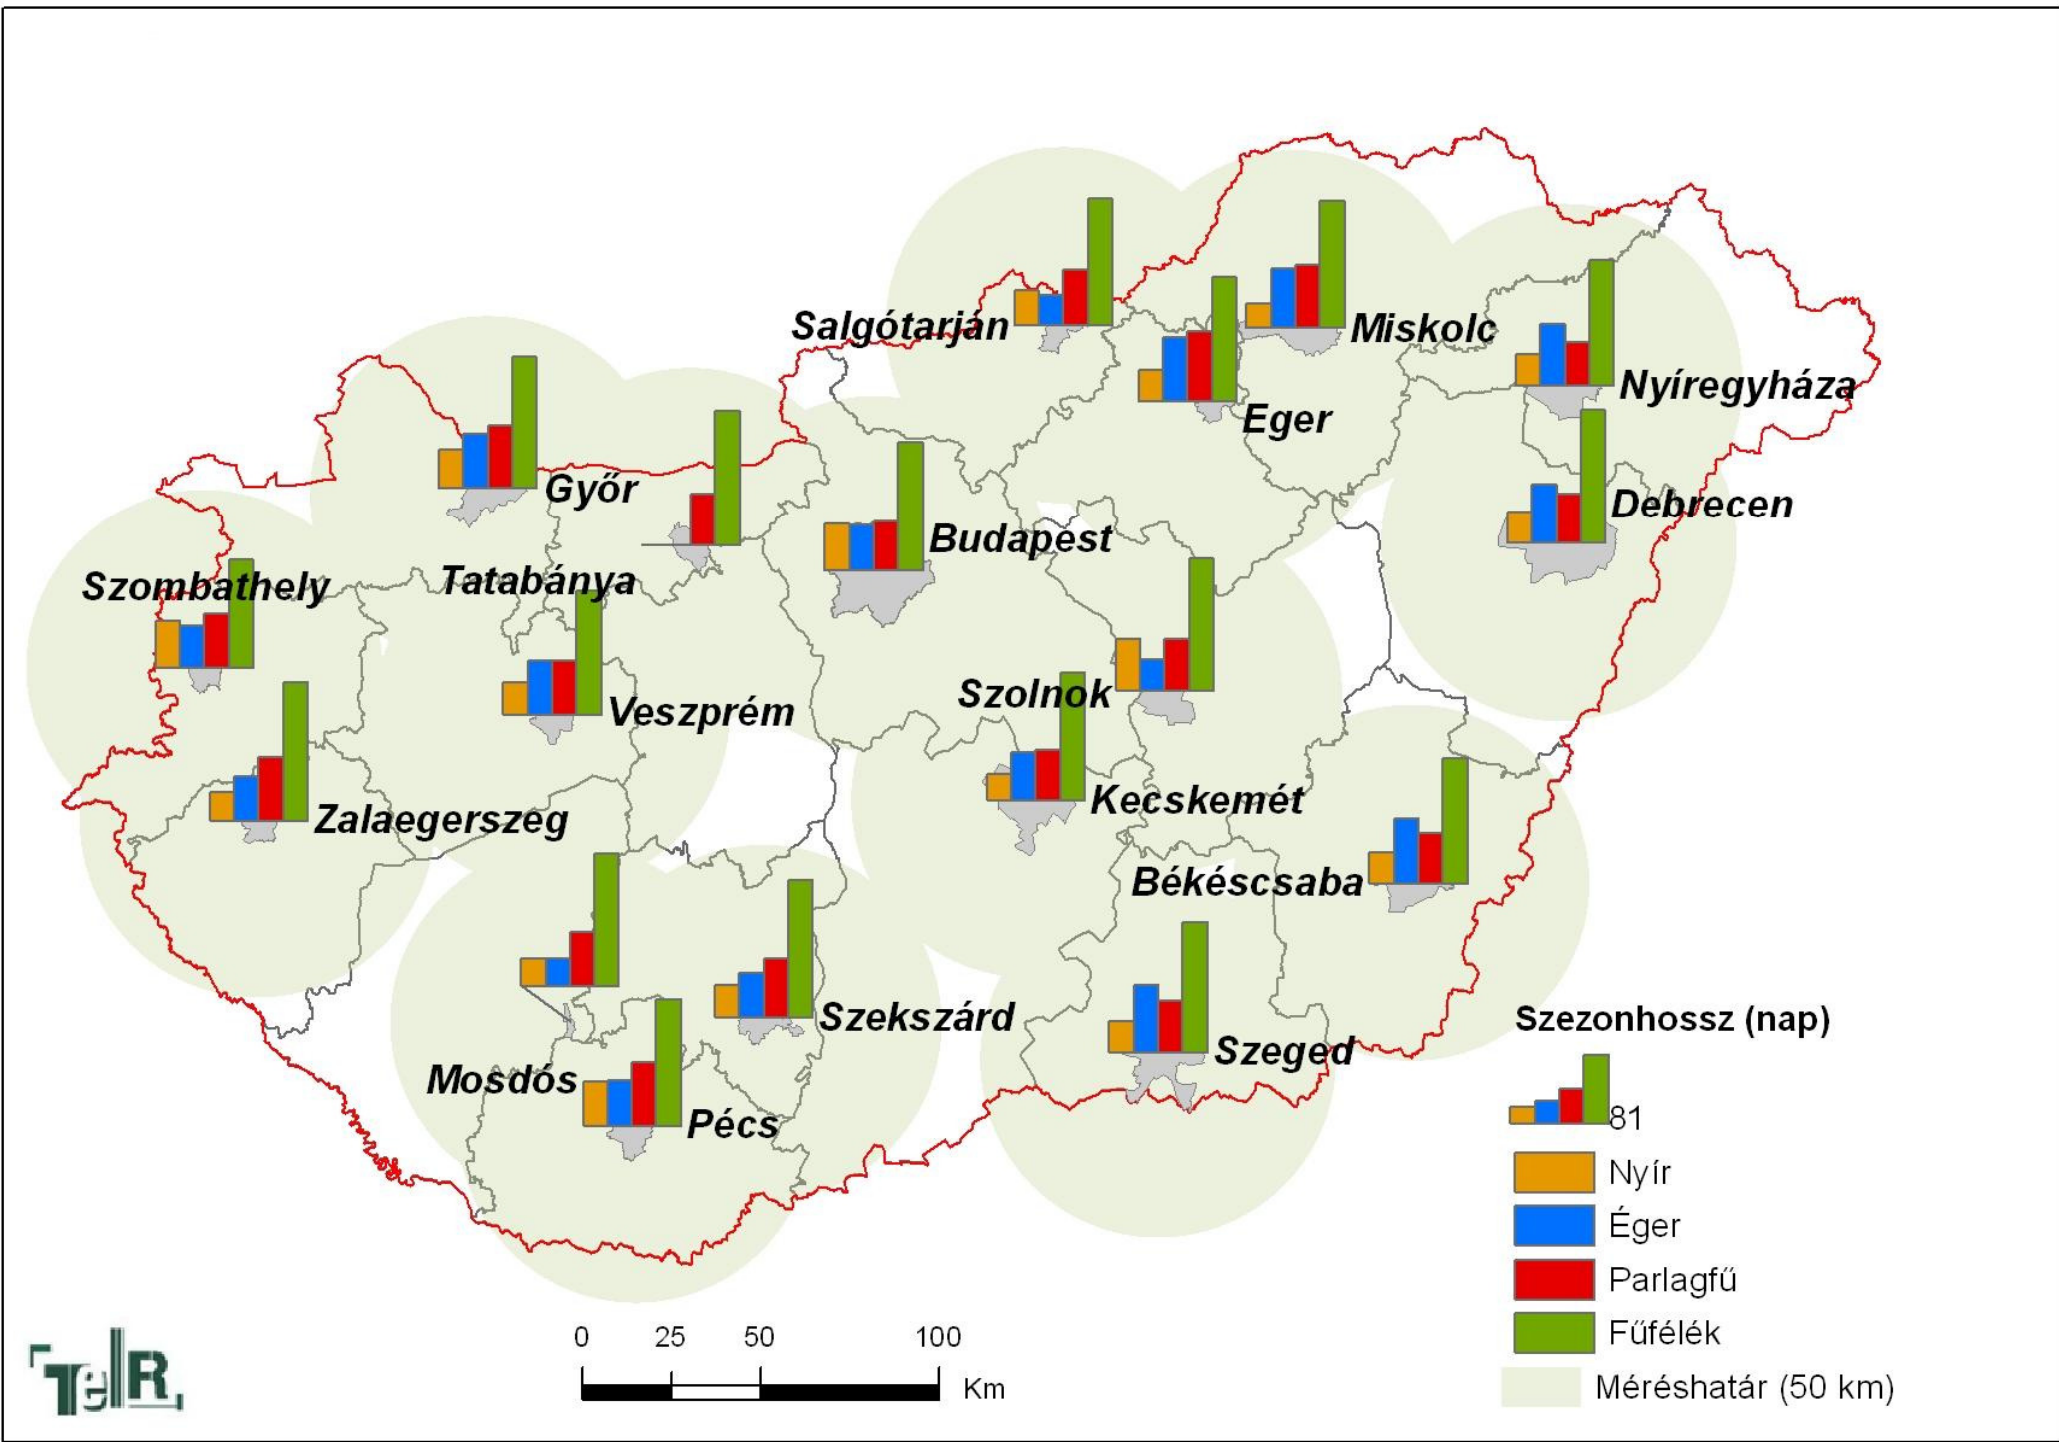 Salgótarján
Miskolc
Nyíregyháza
Eger
Győr
Debrecen
Budapest
Szombathely
Tatabánya
Szolnok
Veszprém
Kecskemét
Zalaegerszeg
Békéscsaba
Szekszárd
Szeged
Mosdós
Pécs
Szezonhossz (nap)
81
Nyír
Éger
Parlagfű
Fűfélék
Méréshatár (50 km)
0 25 50 100
Km
TeIR